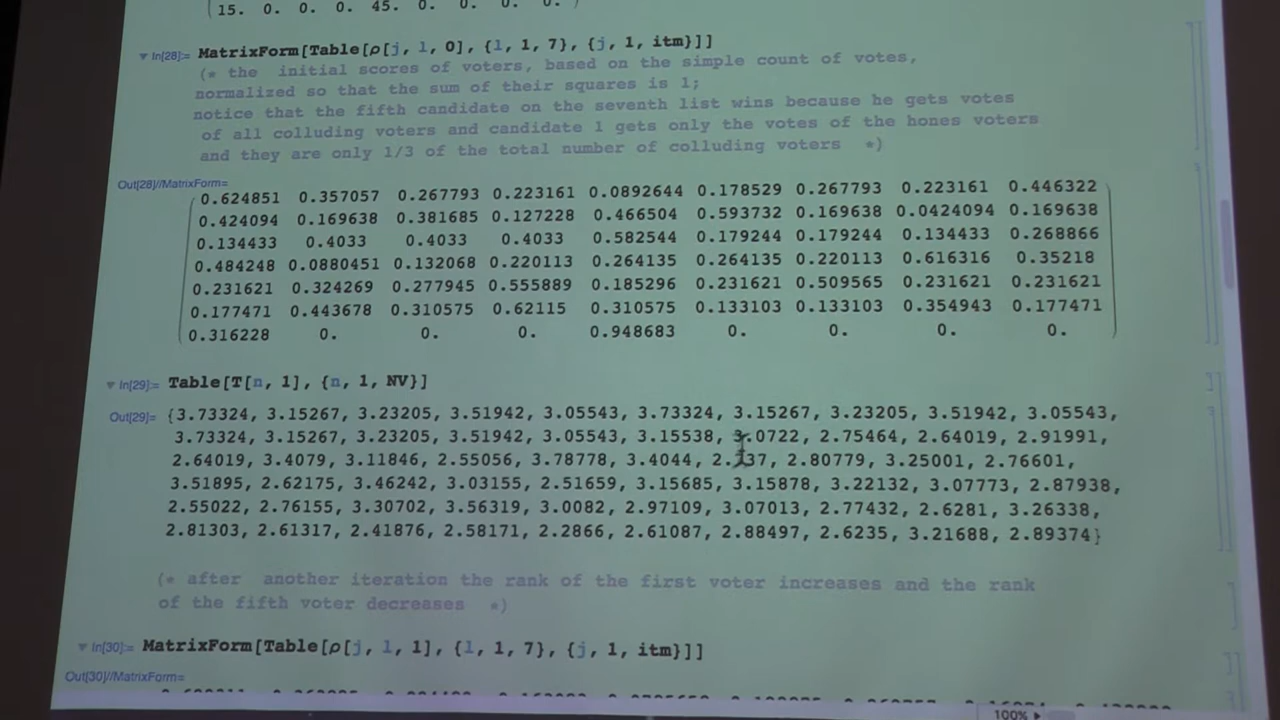 15. 0. 0. 0. 45. 0. 0. 0. 0.
In[28]:= MatrixForm[Table[ρ[j, l, 0], {l, 1, 7}, {j, 1, itm}]]
(* the initial scores of voters, based on the simple count of votes,
normalized so that the sum of their squares is 1;
notice that the fifth candidate on the seventh list wins because he gets votes
of all colluding voters and candidate 1 gets only the votes of the hones voters
and they are only 1/3 of the total number of colluding voters *)
Out[28]//MatrixForm=
0.624851 0.357057 0.267793 0.223161 0.0892644 0.178529 0.267793 0.223161 0.446322
0.424094 0.169638 0.381685 0.127228 0.466504 0.593732 0.169638 0.0424094 0.169638
0.134433 0.4033 0.4033 0.4033 0.582544 0.179244 0.179244 0.134433 0.268866
0.484248 0.0880451 0.132068 0.220113 0.264135 0.264135 0.220113 0.616316 0.35218
0.231621 0.324269 0.277945 0.555889 0.185296 0.231621 0.509565 0.231621 0.231621
0.177471 0.443678 0.310575 0.62115 0.310575 0.133103 0.133103 0.354943 0.177471
0.316228 0. 0. 0. 0.948683 0. 0. 0. 0.
In[29]:= Table[T[n, 1], {n, 1, NV}]
Out[29]= {3.73324, 3.15267, 3.23205, 3.51942, 3.05543, 3.73324, 3.15267, 3.23205, 3.51942, 3.05543,
3.73324, 3.15267, 3.23205, 3.51942, 3.05543, 3.15538, 3.0722, 2.75464, 2.64019, 2.91991,
2.64019, 3.4079, 3.11846, 2.55056, 3.78778, 3.4044, 2.80779, 3.25001, 2.76601,
3.51895, 2.62175, 3.46242, 3.03155, 2.51659, 3.15685, 3.15878, 3.22132, 3.07773, 2.87938,
2.55022, 2.76155, 3.30702, 3.56319, 3.0082, 2.97109, 3.07013, 2.77432, 2.6281, 3.26338,
2.81303, 2.61317, 2.41876, 2.58171, 2.2866, 2.61087, 2.88497, 2.6235, 3.21688, 2.89374}
(* after another iteration the rank of the first voter increases and the rank
of the fifth voter decreases *)
In[30]:= MatrixForm[Table[ρ[j, l, 1], {l, 1, 7}, {j, 1, itm}]]
Out[30]//MatrixForm=
100%